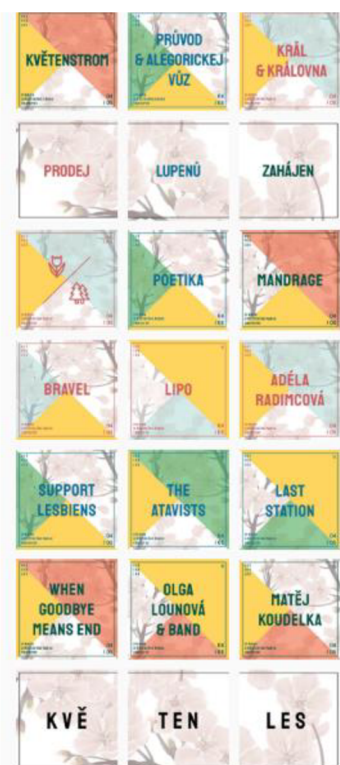 KVĚTENSTROM
PRŮVOD
& ALEGORICKEJ
VŮZ
KRÁL
& KRÁLOVNA
PRODEJ
LUPENŮ
ZAHÁJEN
POETIKA
MANDRAGE
BRAVEL
LIPO
ADÉLA
RADIMCOVÁ
SUPPORT
LESBIENS
THE
ATAVISTS
LAST
STATION
WHEN
GOODBYE
MEANS END
OLGA
LOUNOVÁ
& BAND
MATĚJ
KOUDELKA
KVĚ
TEN
LES